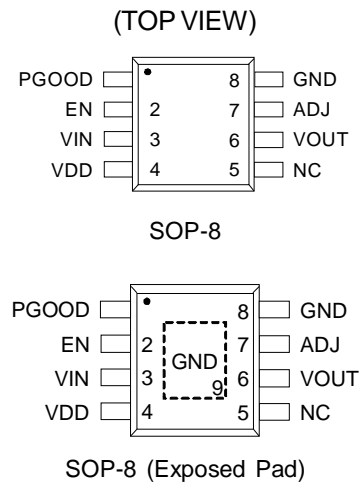 (TOP VIEW)
PGOOD 8 GND
EN 2 7 ADJ
VIN 3 6 VOUT
VDD 4 5 NC
SOP-8
PGOOD 8 GND
EN 2 7 ADJ
GND
VIN 3 6 VOUT
9
VDD 4 5 NC
SOP-8 (Exposed Pad)